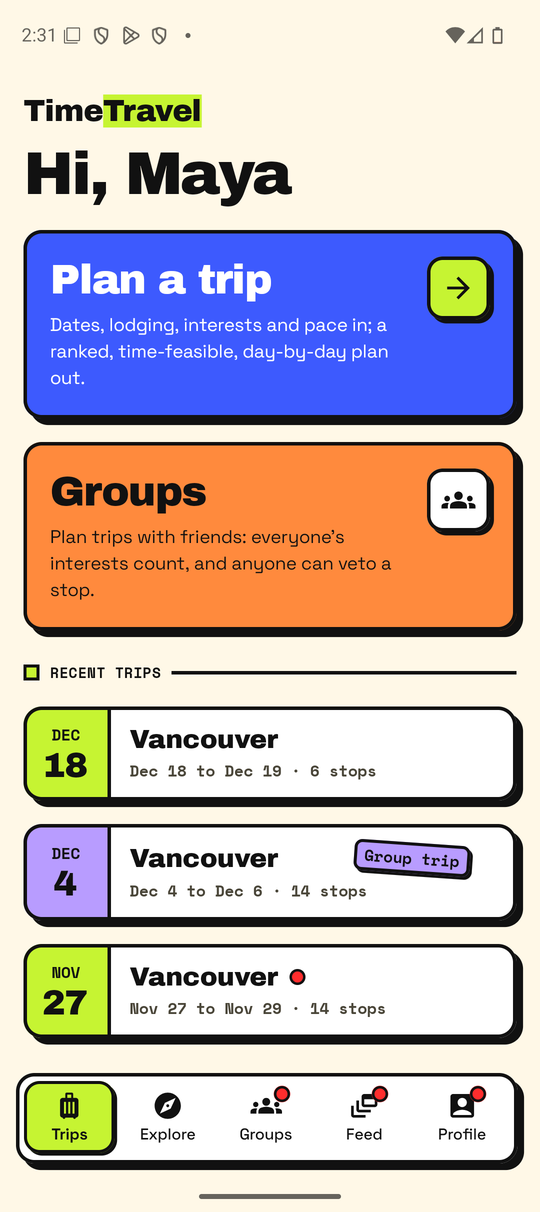 2:31
TimeTravel
Hi, Maya
Plan a trip
Dates, lodging, interests and pace in; a
ranked, time-feasible, day-by-day plan
out.
Groups
Plan trips with friends: everyone's
interests count, and anyone can veto a
stop.
RECENT TRIPS
DEC
18
Vancouver
Dec 18 to Dec 19 · 6 stops
DEC
4
Vancouver
Group trip
Dec 4 to Dec 6 · 14 stops
NOV
27
Vancouver
Nov 27 to Nov 29 · 14 stops
Trips Explore Groups Feed Profile